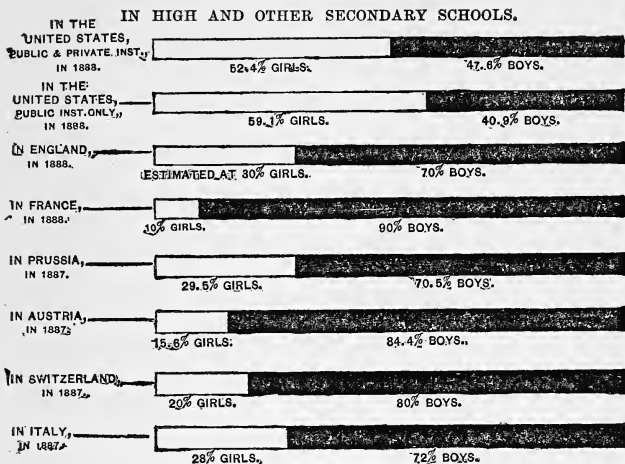 IN HIGH AND OTHER SECONDARY SCHOOLS.
IN THE
UNITED STATES,
PUBLIC & PRIVATE INST.,
IN 1888.
52.4% GIRLS.
47.6% BOYS.
IN THE
UNITED STATES,
PUBLIC INST. ONLY,
IN 1888.
59.1% GIRLS.
40.9% BOYS.
IN ENGLAND,
IN 1888.
ESTIMATED AT 30% GIRLS.
70% BOYS.
IN FRANCE,
IN 1888.
10% GIRLS.
90% BOYS.
IN PRUSSIA,
IN 1887.
29.5% GIRLS.
70.5% BOYS.
IN AUSTRIA,
IN 1887.
15.6% GIRLS.
84.4% BOYS.
IN SWITZERLAND,
IN 1887.
20% GIRLS.
80% BOYS.
IN ITALY,
IN 1887.
28% GIRLS.
72% BOYS.